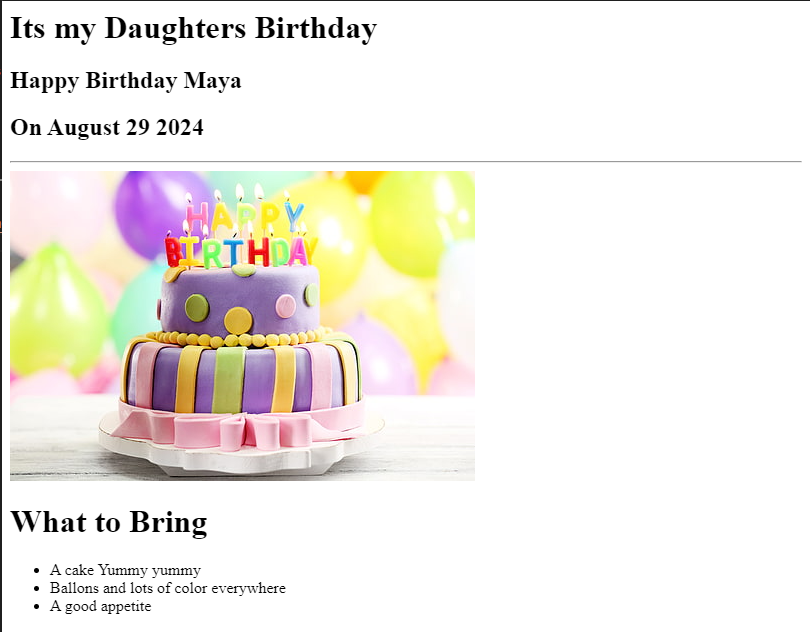 Its my Daughters Birthday
Happy Birthday Maya
On August 29 2024
HAPPY
BIRTHDAY
What to Bring
A cake Yummy yummy
Ballons and lots of color everywhere
A good appetite